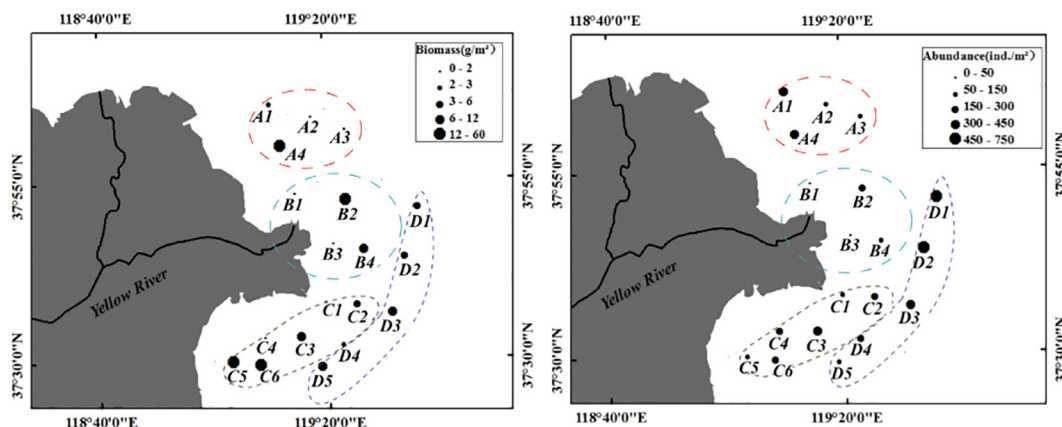 118°40'0"E
119°20'0"E
Biomass(g/m²)
0 - 2
2 - 3
3 - 6
6 - 12
12 - 60
A1
A2
A3
A4
37°55'0"N
B1
B2
D1
B3
B4
D2
Yellow River
C1
C2
D3
C4
C3
D4
37°30'0"N
C5
C6
D5
118°40'0"E
119°20'0"E
118°40'0"E
119°20'0"E
Abundance(ind./m²)
0 - 50
50 - 150
150 - 300
300 - 450
450 - 750
A1
A2
A3
A4
37°55'0"N
37°55'0"N
B1
B2
D1
B3
B4
D2
Yellow River
C1
C2
D3
C4
C3
D4
37°30'0"N
37°30'0"N
C5
C6
D5
118°40'0"E
119°20'0"E